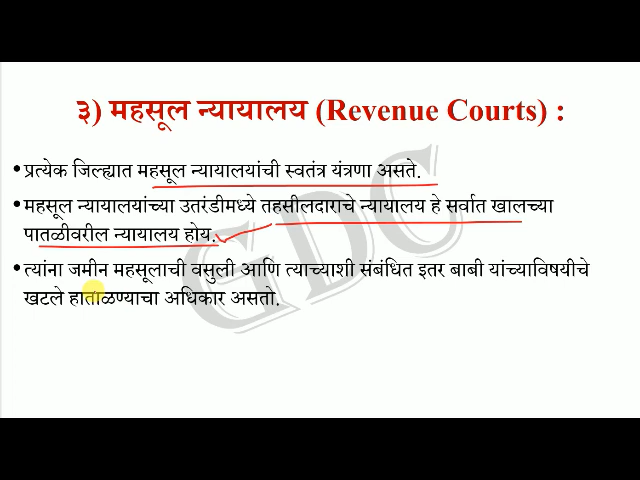 ३) महसूल न्यायालय (Revenue Courts) :
•प्रत्येक जिल्ह्यात महसूल न्यायालयांची स्वतंत्र यंत्रणा असते.
•महसूल न्यायालयांच्या उतरंडीमध्ये तहसीलदाराचे न्यायालय हे सर्वात खालच्या
पातळीवरील न्यायालय होय.
•त्यांना जमीन महसूलाची वसुली आणि त्याच्याशी संबंधित इतर बाबी यांच्याविषयीचे
खटले हाताळण्याचा अधिकार असतो.
GDC